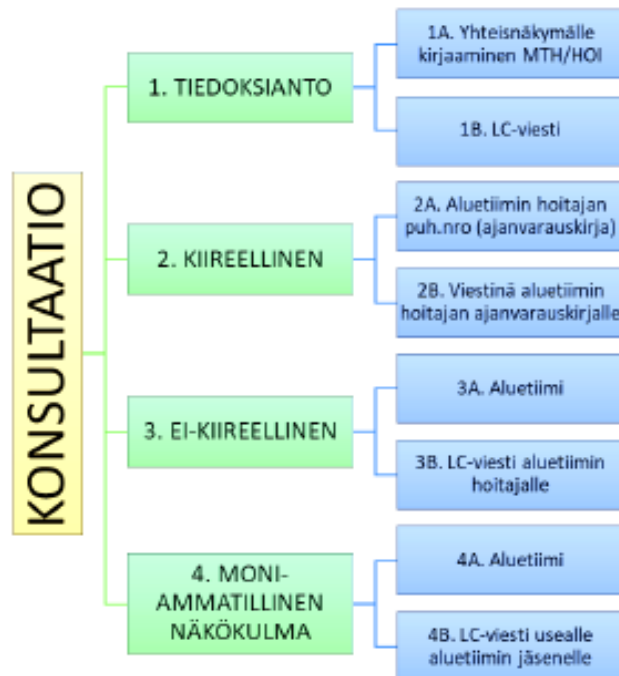 KONSULTAATIO
1. TIEDOKSIANTO
1A. Yhteisnäkymälle
kirjaaminen MTH/HOI
1B. LC-viesti
2. KIIREELLINEN
2A. Aluetiimin hoitajan
puh.nro (ajanvarauskirja)
2B. Viestinä aluetiimin
hoitajan ajanvarauskirjalle
3. EI-KIIREELLINEN
3A. Aluetiimi
3B. LC-viesti aluetiimin
hoitajalle
4. MONI-
AMMATILLINEN
NÄKÖKULMA
4A. Aluetiimi
4B. LC-viesti usealle
aluetiimin jäsenelle